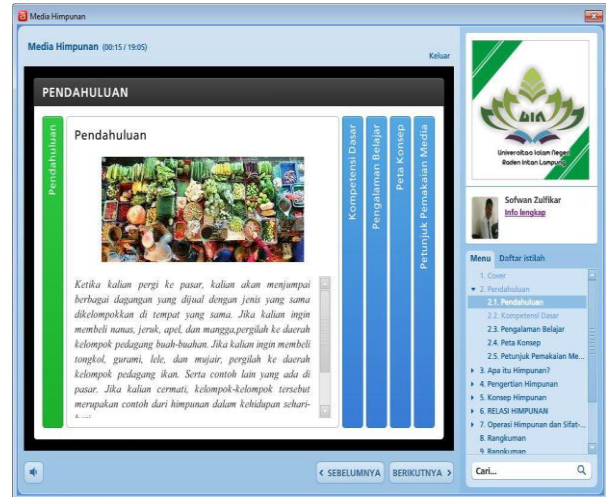 Media Himpunan
Media Himpunan (00:15 / 19:05)
Keluar
PENDAHULUAN
Pendahuluan
Pendahuluan
Ketika kalian pergi ke pasar, kalian akan menjumpai
berbagai dagangan yang dijual dengan jenis yang sama
dikelompokkan di tempat yang sama. Jika kalian ingin
membeli nanas, jeruk, apel, dan mangga,pergilah ke daerah
kelompok pedagang buah-buahan. Jika kalian ingin membeli
tongkol, gurami, lele, dan mujair, pergilah ke daerah
kelompok pedagang ikan. Serta contoh lain yang ada di
pasar. Jika kalian cermati, kelompok-kelompok tersebut
merupakan contoh dari himpunan dalam kehidupan sehari-
Kompetensi Dasar
Pengalaman Belajar
Peta Konsep
Petunjuk Pemakaian Media
< SEBELUMNYA
BERIKUTNYA >
UIN
Universitas Islam Negeri
Raden Intan Lampung
Sofwan Zulfikar
Info lengkap
Menu
Daftar istilah
1. Cover
2. Pendahuluan
2.1. Pendahuluan
2.2. Kompetensi Dasar
2.3. Pengalaman Belajar
2.4. Peta Konsep
2.5. Petunjuk Pemakaian Me...
3. Apa itu Himpunan?
4. Pengertian Himpunan
5. Konsep Himpunan
6. RELASI HIMPUNAN
7. Operasi Himpunan dan Sifat-...
8. Rangkuman
9. Rangkuman
Cari...